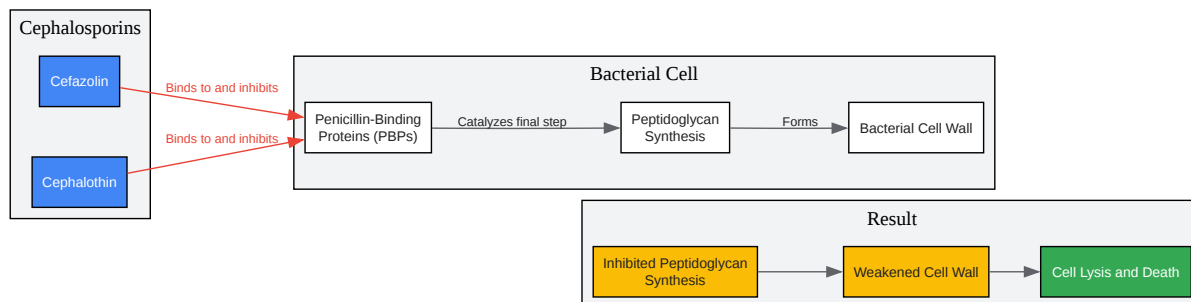 Cephalosporins
Cefazolin
Cephalothin
Binds to and inhibits
Binds to and inhibits
Bacterial Cell
Penicillin-Binding
Proteins (PBPs)
Catalyzes final step
Peptidoglycan
Synthesis
Forms
Bacterial Cell Wall
Result
Inhibited Peptidoglycan
Synthesis
Weakened Cell Wall
Cell Lysis and Death